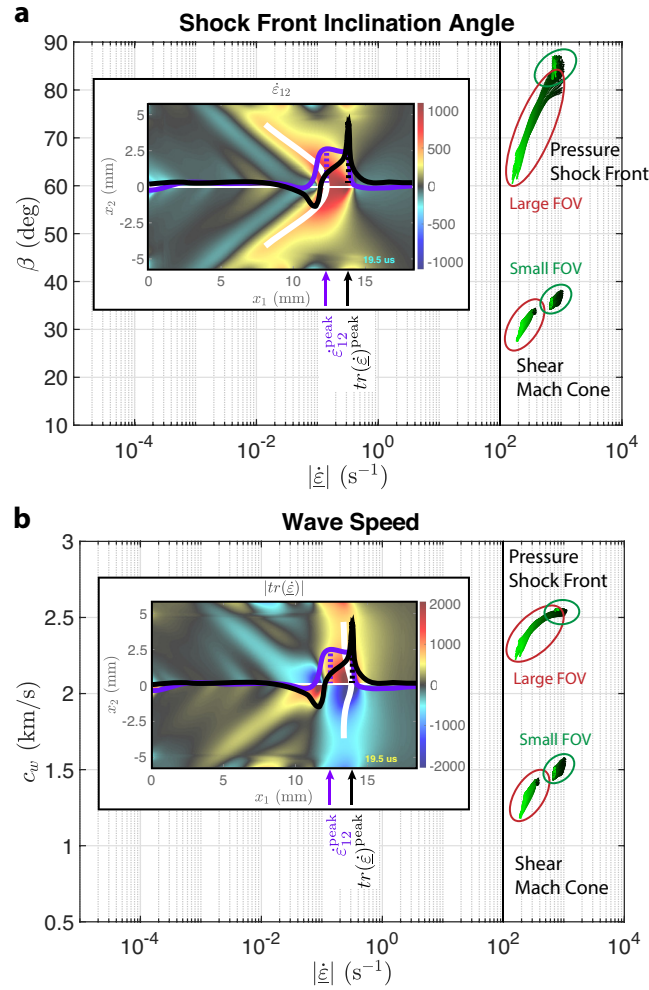 a
Shock Front Inclination Angle
90
80
70
60
50
40
30
20
10
β (deg)
ε̇₁₂
5
2.5
0
-2.5
-5
x₂ (mm)
0 5 10 15
x₁ (mm)
19.5 us
1000
500
0
-500
-1000
ε̇₁₂^peak
tr(ε̇)^peak
Pressure
Shock Front
Large FOV
Small FOV
Shear
Mach Cone
10⁻⁴ 10⁻² 10⁰ 10² 10⁴
|ε̇| (s⁻¹)
b
Wave Speed
3
2.5
2
1.5
1
0.5
c_w (km/s)
|tr(ε̇)|
5
2.5
0
-2.5
-5
x₂ (mm)
0 5 10 15
x₁ (mm)
19.5 us
2000
1000
0
-1000
-2000
ε̇₁₂^peak
tr(ε̇)^peak
Pressure
Shock Front
Large FOV
Small FOV
Shear
Mach Cone
10⁻⁴ 10⁻² 10⁰ 10² 10⁴
|ε̇| (s⁻¹)